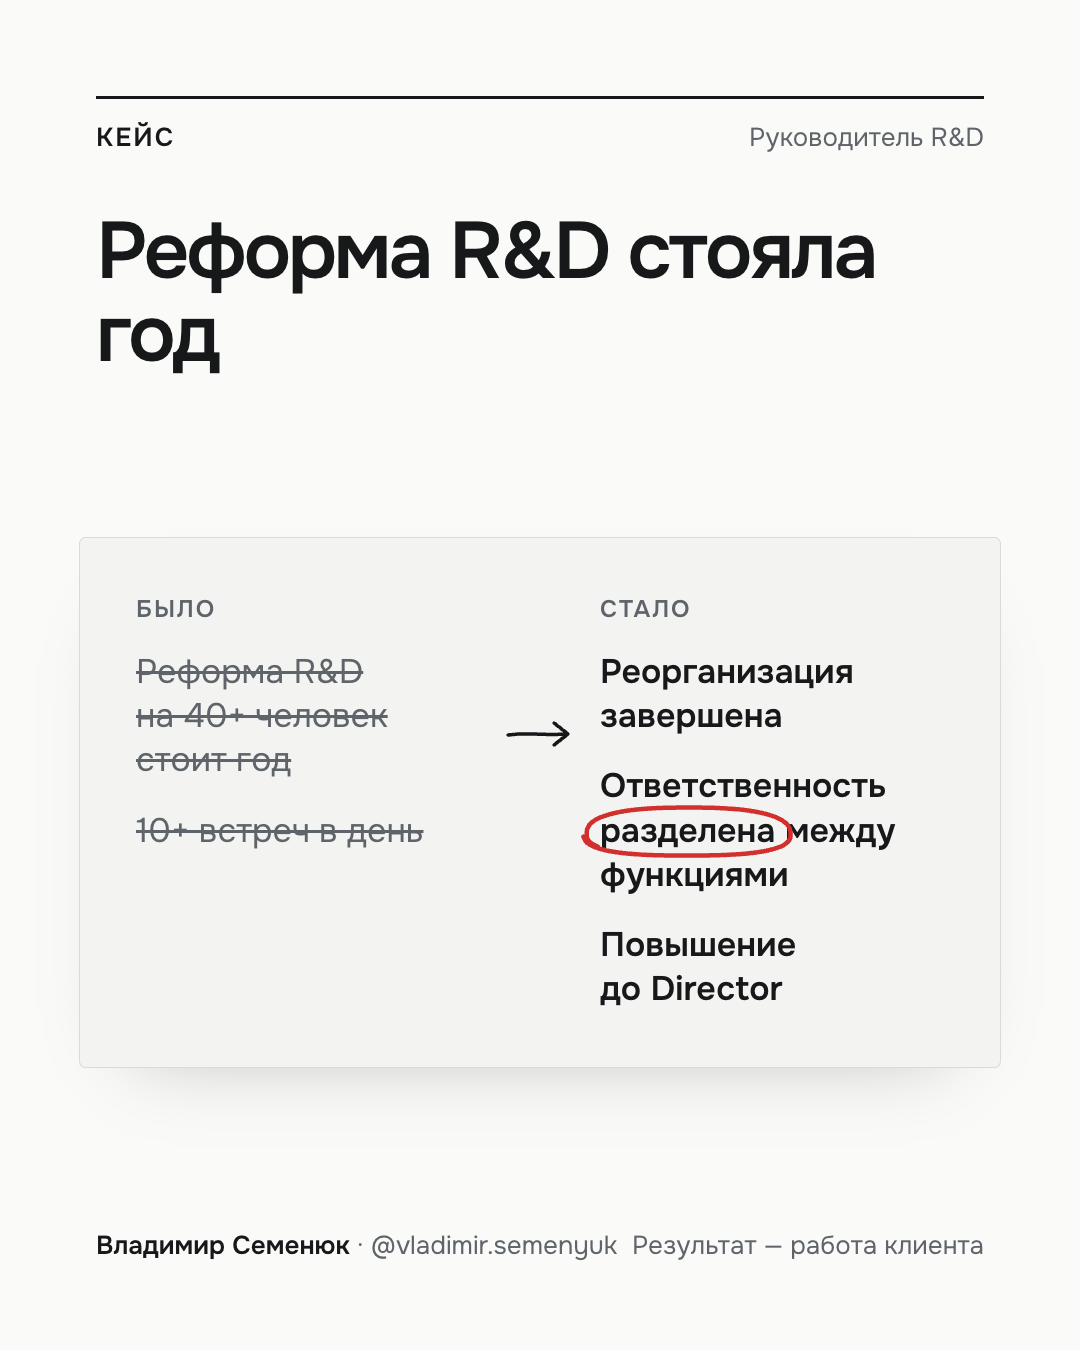 КЕЙС
Руководитель R&D
Реформа R&D стояла
год
БЫЛО
Реформа R&D
на 40+ человек
стоит год
10+ встреч в день
СТАЛО
Реорганизация
завершена
Ответственность
разделена между
функциями
Повышение
до Director
Владимир Семенюк · @vladimir.semenyuk
Результат — работа клиента